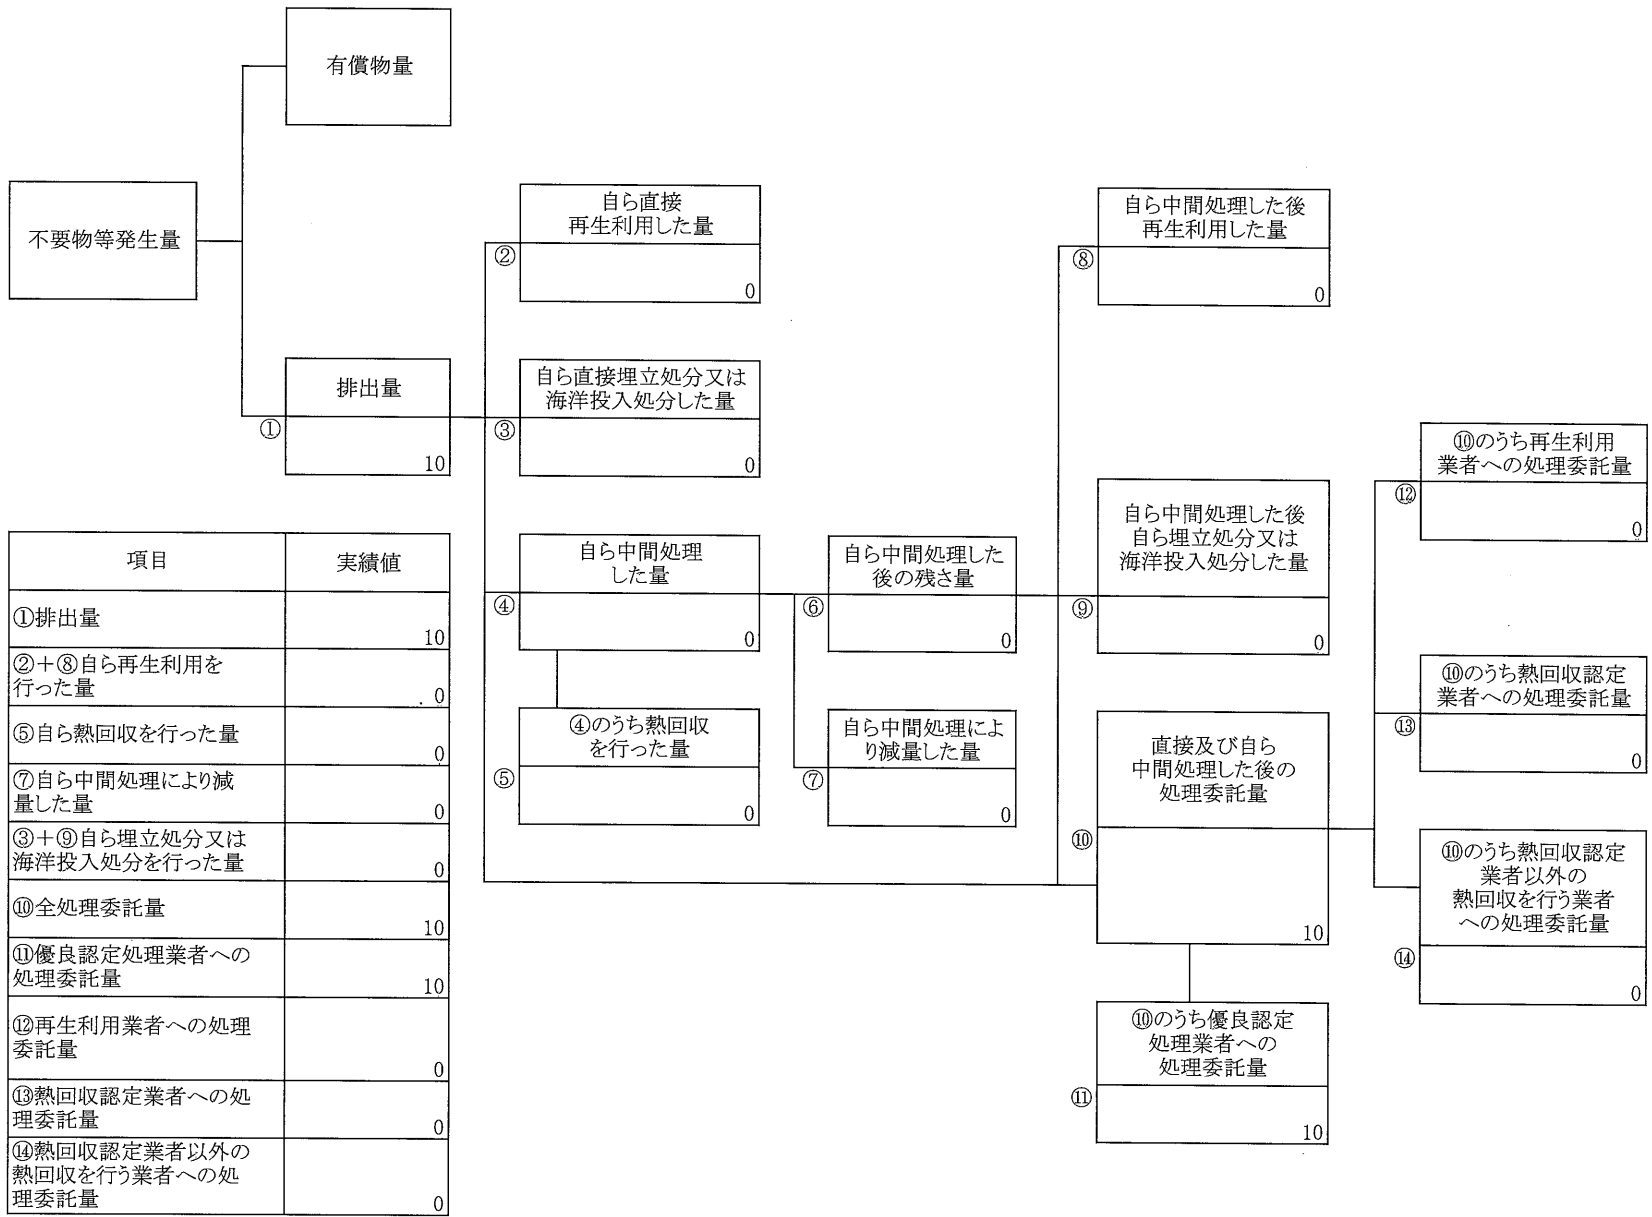 有償物量
不要物等発生量
自ら直接
再生利用した量
②
0
自ら中間処理した後
再生利用した量
⑧
0
排出量
①
10
自ら直接埋立処分又は
海洋投入処分した量
③
0
⑩のうち再生利用
業者への処理委託量
⑫
0
自ら中間処理
した量
④
0
自ら中間処理した
後の残さ量
⑥
0
自ら中間処理した後
自ら埋立処分又は
海洋投入処分した量
⑨
0
④のうち熱回収
を行った量
⑤
0
自ら中間処理によ
り減量した量
⑦
0
直接及び自ら
中間処理した後の
処理委託量
⑩
10
⑩のうち熱回収認定
業者への処理委託量
⑬
0
⑩のうち熱回収認定
業者以外の
熱回収を行う業者
への処理委託量
⑭
0
⑩のうち優良認定
処理業者への
処理委託量
⑪
10
項目 実績値
①排出量
10
②＋⑧自ら再生利用を
行った量
0
⑤自ら熱回収を行った量
0
⑦自ら中間処理により減
量した量
0
③＋⑨自ら埋立処分又は
海洋投入処分を行った量
0
⑩全処理委託量
10
⑪優良認定処理業者への
処理委託量
10
⑫再生利用業者への処理
委託量
0
⑬熱回収認定業者への処
理委託量
0
⑭熱回収認定業者以外の
熱回収を行う業者への処
理委託量
0